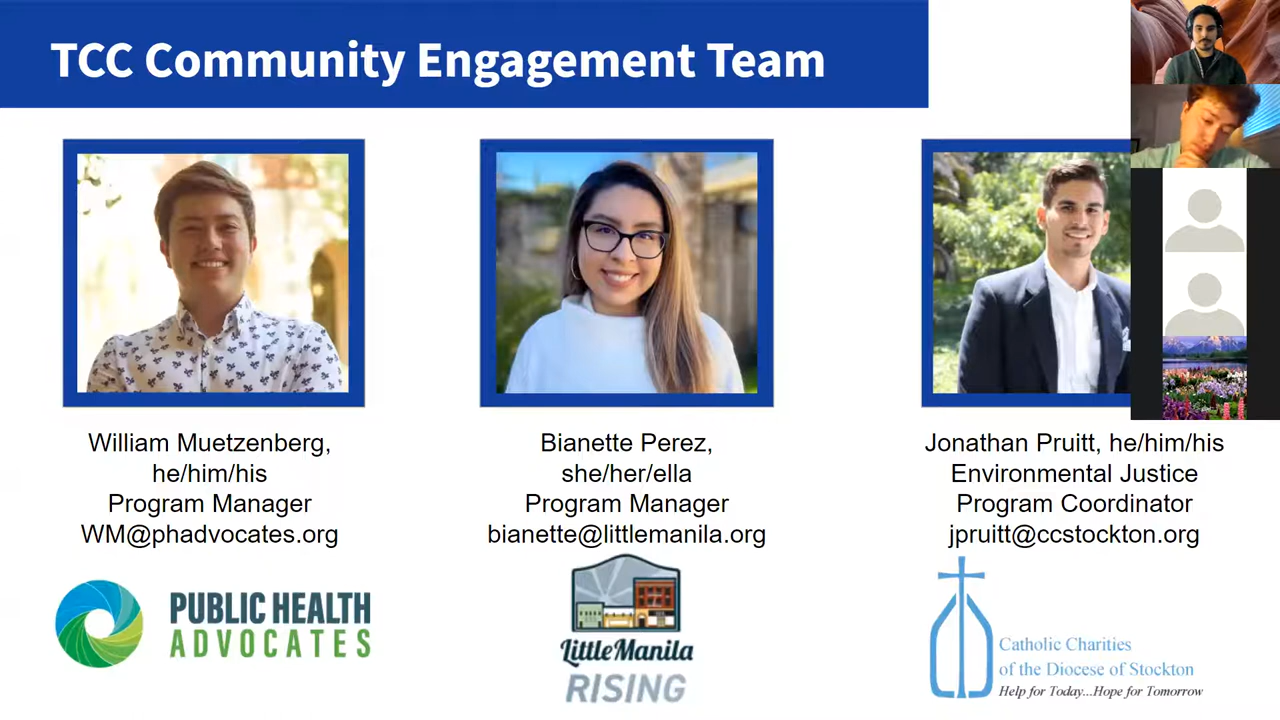 TCC Community Engagement Team
William Muetzenberg,
he/him/his
Program Manager
WM@phadvocates.org
PUBLIC HEALTH
ADVOCATES
Bianette Perez,
she/her/ella
Program Manager
bianette@littlemanila.org
LittleManila
RISING
Jonathan Pruitt, he/him/his
Environmental Justice
Program Coordinator
jpruitt@ccstockton.org
Catholic Charities
of the Diocese of Stockton
Help for Today...Hope for Tomorrow